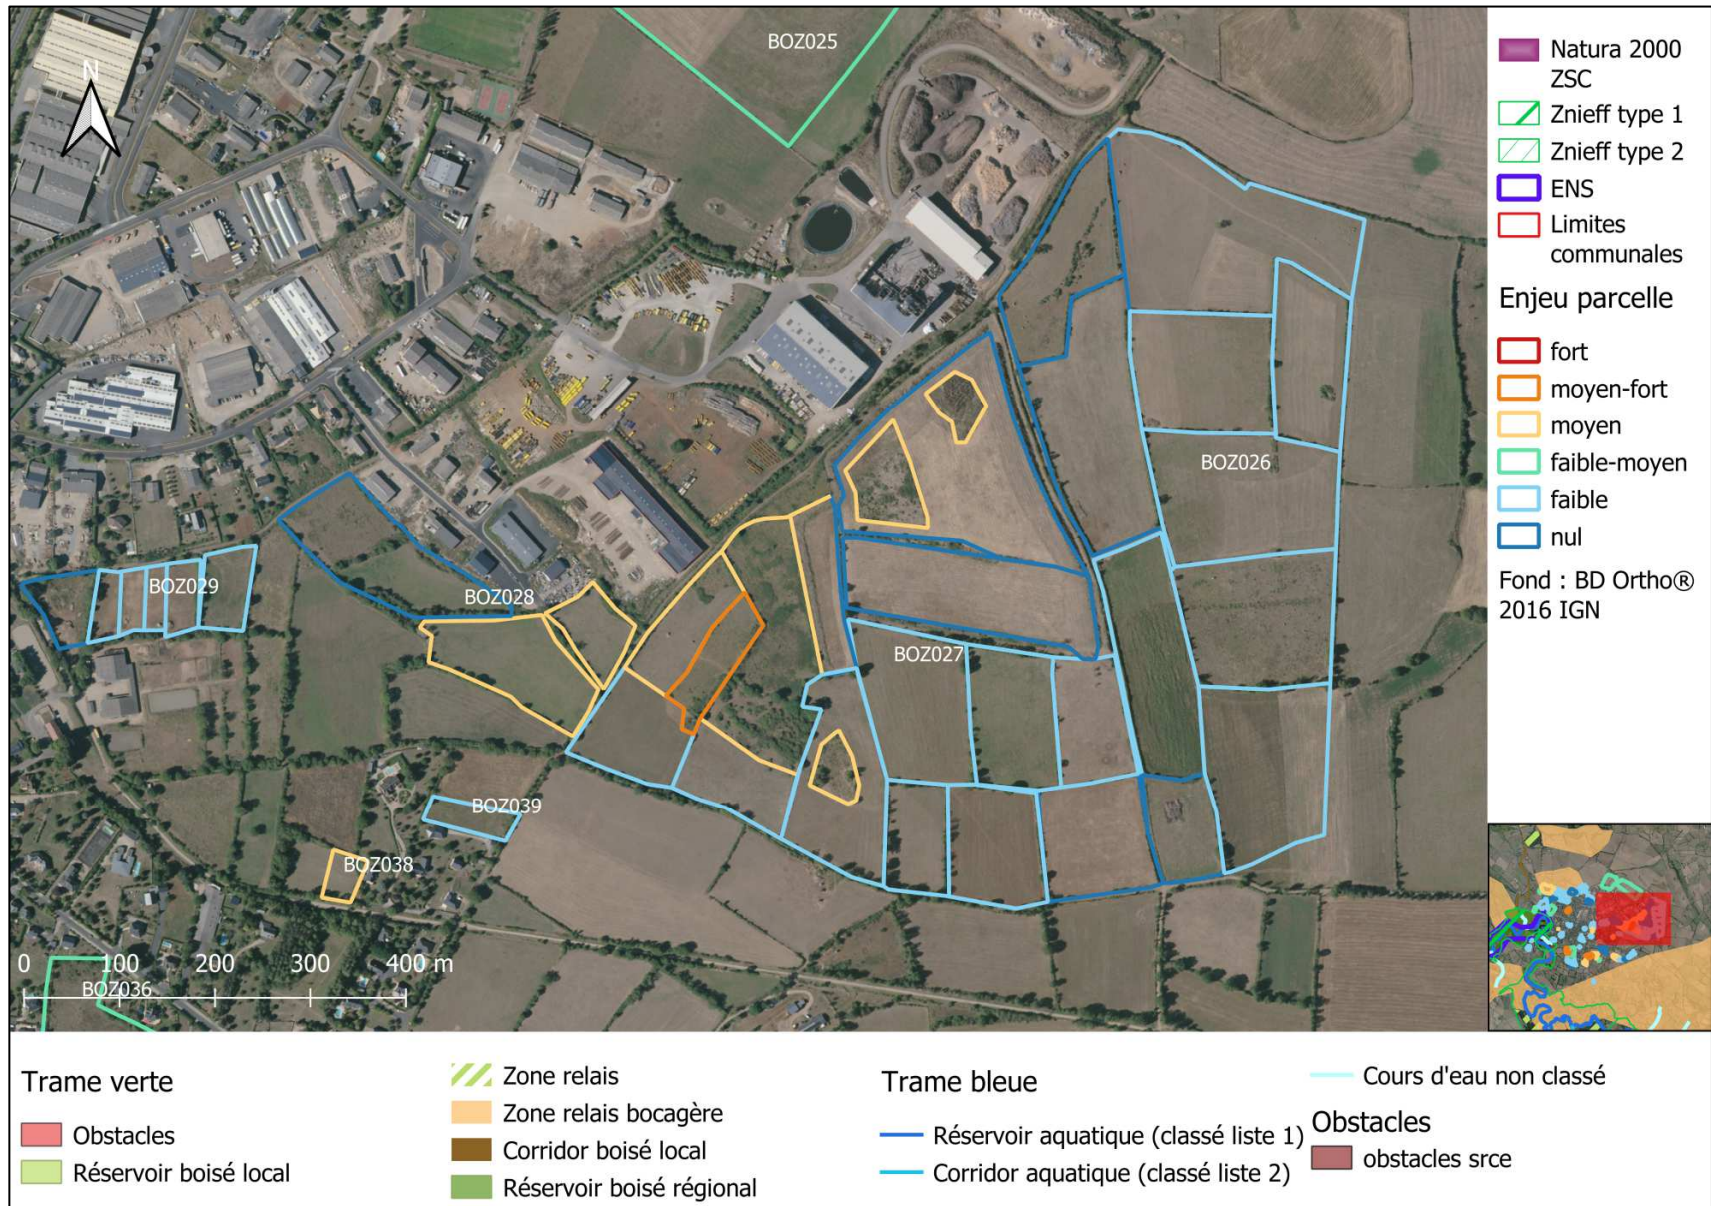 N
BOZ025
BOZ026
BOZ029
BOZ028
BOZ027
BOZ039
BOZ038
BOZ036
0 100 200 300 400 m
Natura 2000
ZSC
Znieff type 1
Znieff type 2
ENS
Limites
communales
Enjeu parcelle
fort
moyen-fort
moyen
faible-moyen
faible
nul
Fond : BD Ortho®
2016 IGN
Trame verte
Obstacles
Réservoir boisé local
Zone relais
Zone relais bocagère
Corridor boisé local
Réservoir boisé régional
Trame bleue
Réservoir aquatique (classé liste 1)
Corridor aquatique (classé liste 2)
Cours d'eau non classé
Obstacles
obstacles srce